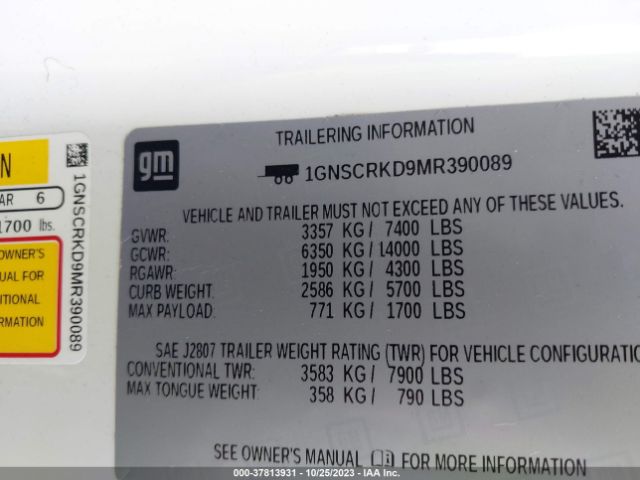 N
AR 6
1700 lbs.
OWNER'S
NUAL FOR
ITIONAL
ORMATION
1GNSCRKD9MR390089
gm
TRAILERING INFORMATION
1GNSCRKD9MR390089
VEHICLE AND TRAILER MUST NOT EXCEED ANY OF THESE VALUES.
GVWR: 3357 KG / 7400 LBS
GCWR: 6350 KG / 14000 LBS
RGAWR: 1950 KG / 4300 LBS
CURB WEIGHT: 2586 KG / 5700 LBS
MAX PAYLOAD: 771 KG / 1700 LBS
SAE J2807 TRAILER WEIGHT RATING (TWR) FOR VEHICLE CONFIGURATIO
CONVENTIONAL TWR: 3583 KG / 7900 LBS
MAX TONGUE WEIGHT: 358 KG / 790 LBS
SEE OWNER'S MANUAL FOR MORE INFORMATION
000-37813931 - 10/25/2023 - IAA Inc.